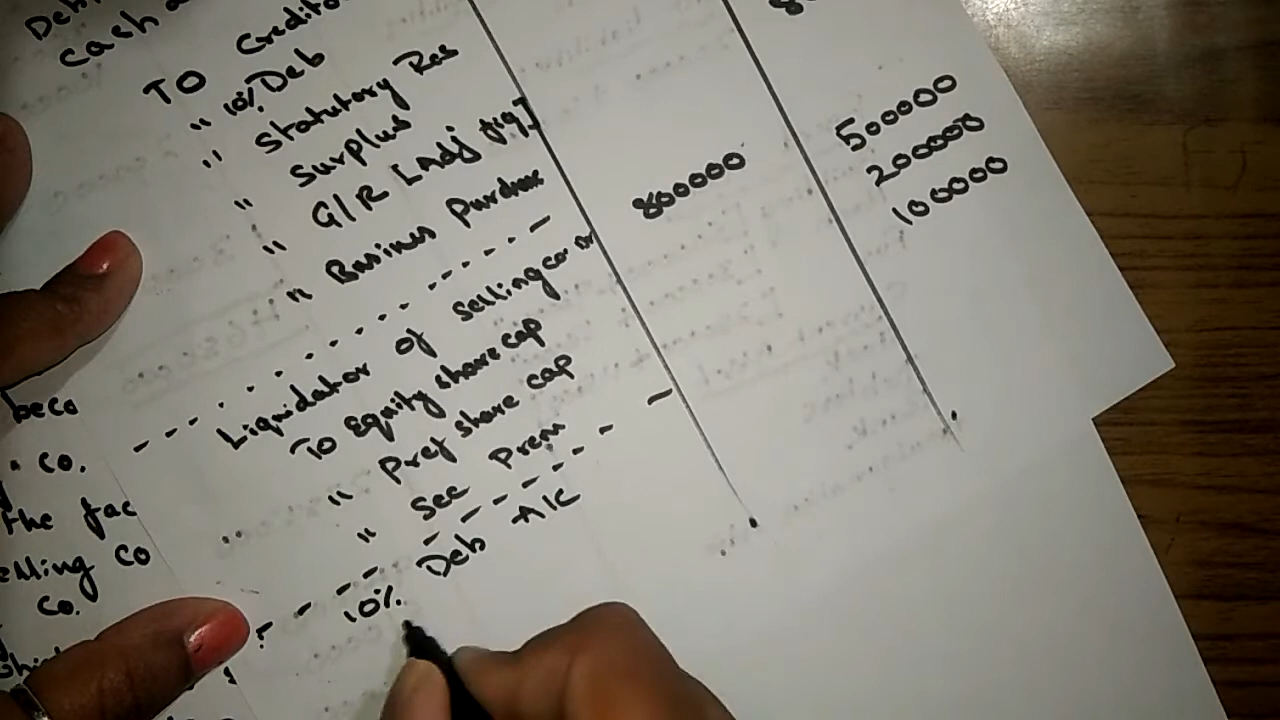 Cash
TO Credito
" 10% Deb
" Statutory Res
" Surplus
" G/R [Adj fig]
" Business Purchase
800000
Liquidator of selling co Dr
800000
To Equity share cap
500000
" Pref share cap
200000
" Sec Prem
100000
10% Deb A/C
beco
" Co.
the fac
elling Co
Co.